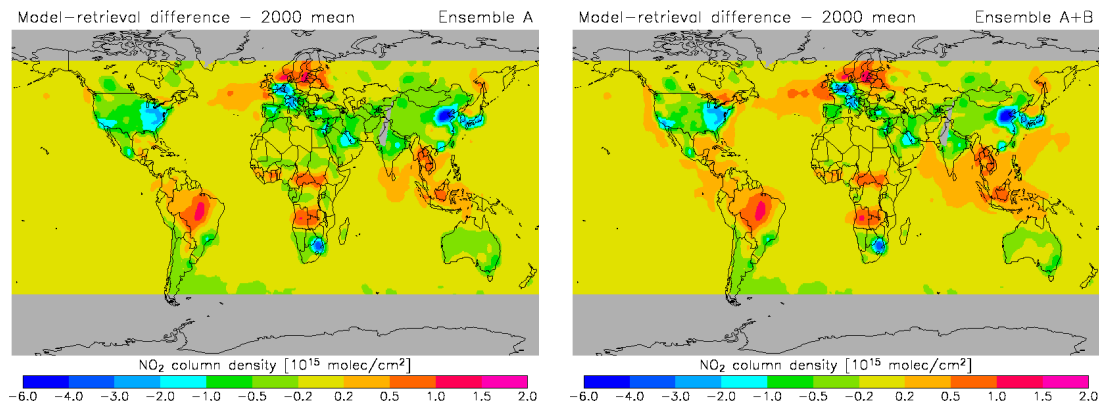 Model-retrieval difference - 2000 mean Ensemble A
NO₂ column density [10¹⁵ molec/cm²]
-6.0 -4.0 -3.0 -2.0 -1.0 -0.5 -0.2 0.2 0.5 1.0 1.5 2.0
Model-retrieval difference - 2000 mean Ensemble A+B
NO₂ column density [10¹⁵ molec/cm²]
-6.0 -4.0 -3.0 -2.0 -1.0 -0.5 -0.2 0.2 0.5 1.0 1.5 2.0